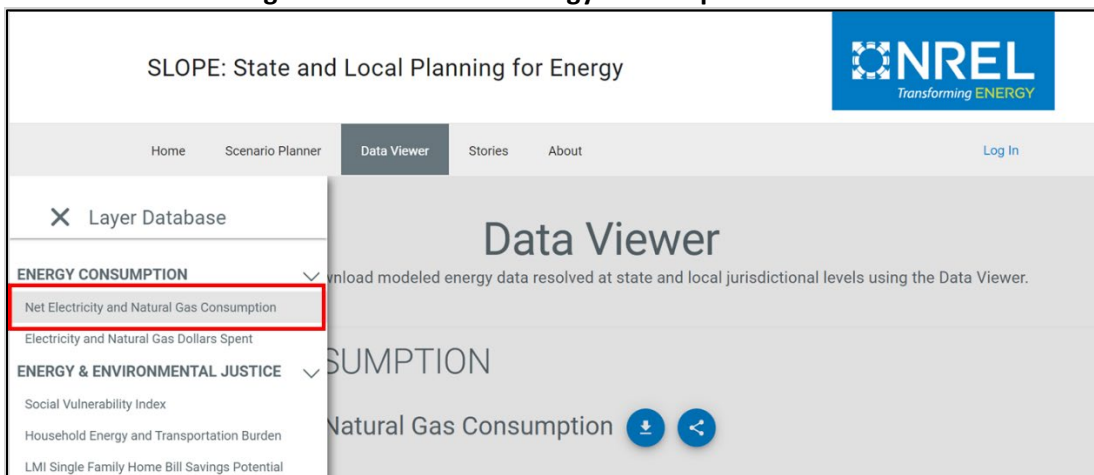 SLOPE: State and Local Planning for Energy
NREL
Transforming ENERGY
Home Scenario Planner Data Viewer Stories About Log In
Layer Database
ENERGY CONSUMPTION
Net Electricity and Natural Gas Consumption
Electricity and Natural Gas Dollars Spent
ENERGY & ENVIRONMENTAL JUSTICE
Social Vulnerability Index
Household Energy and Transportation Burden
LMI Single Family Home Bill Savings Potential
Data Viewer
modeled energy data resolved at state and local jurisdictional levels using the Data Viewer.
Natural Gas Consumption